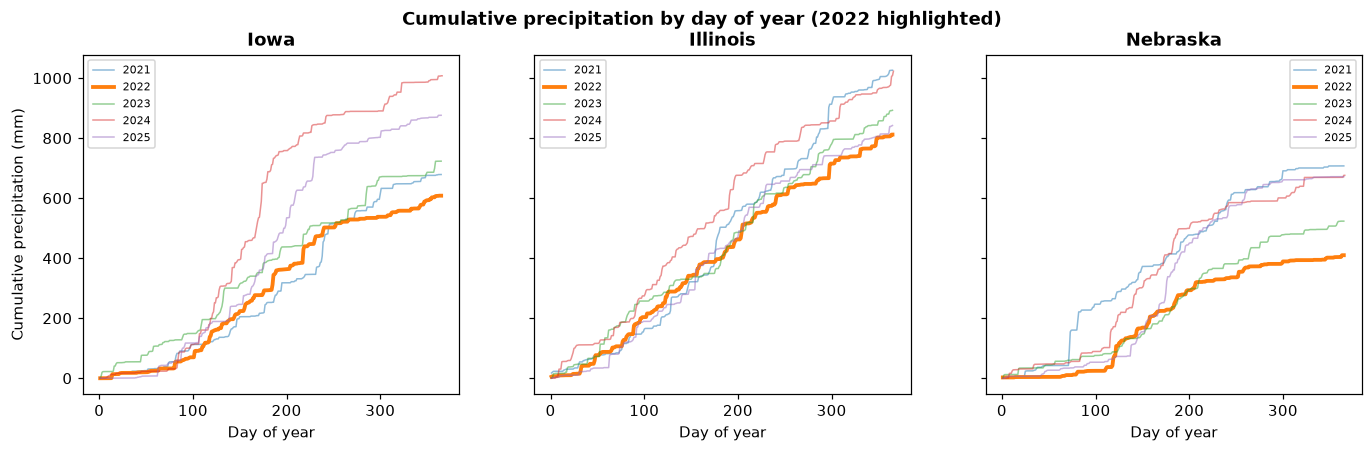 Cumulative precipitation by day of year (2022 highlighted)
Iowa
Cumulative precipitation (mm)
1000
800
600
400
200
0
2021
2022
2023
2024
2025
0 100 200 300
Day of year
Illinois
2021
2022
2023
2024
2025
0 100 200 300
Day of year
Nebraska
2021
2022
2023
2024
2025
0 100 200 300
Day of year